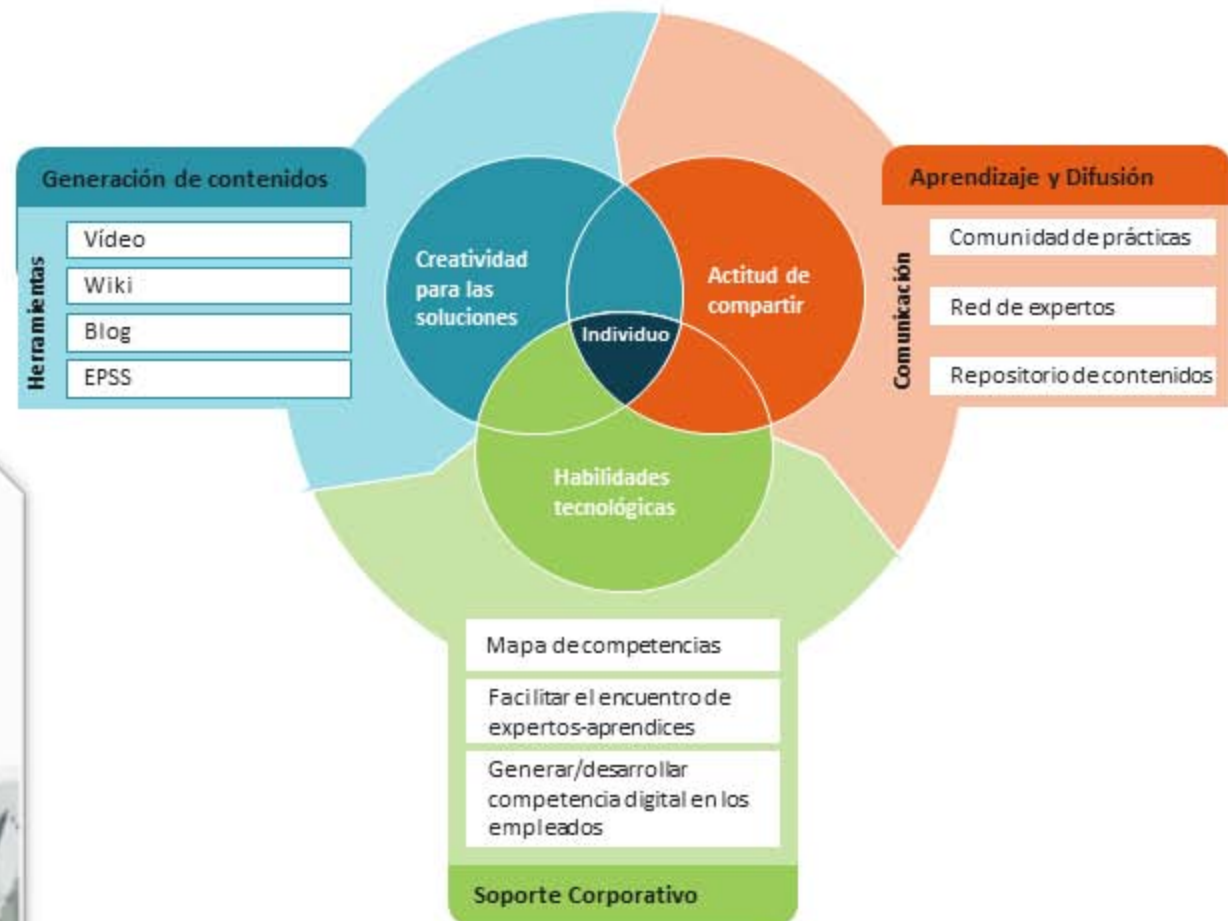 Generación de contenidos
Herramientas
Vídeo
Wiki
Blog
EPSS
Creatividad
para las
soluciones
Actitud de
compartir
Individuo
Habilidades
tecnológicas
Aprendizaje y Difusión
Comunicación
Comunidad de prácticas
Red de expertos
Repositorio de contenidos
Mapa de competencias
Facilitar el encuentro de
expertos-aprendices
Generar/desarrollar
competencia digital en los
empleados
Soporte Corporativo